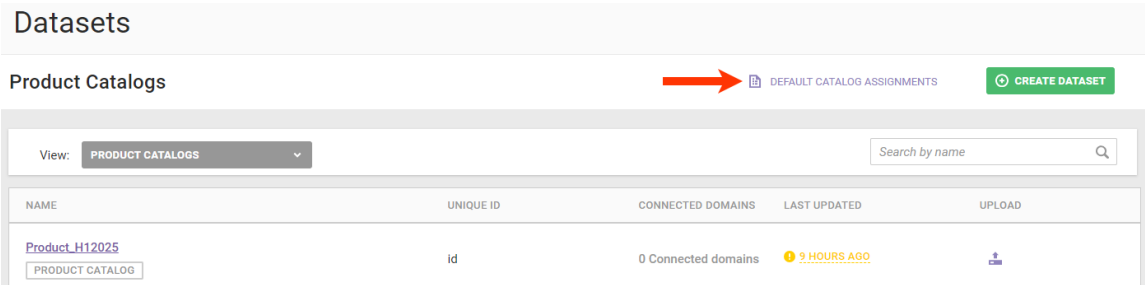 Datasets
Product Catalogs
DEFAULT CATALOG ASSIGNMENTS
CREATE DATASET
View:
PRODUCT CATALOGS
Search by name
NAME
UNIQUE ID
CONNECTED DOMAINS
LAST UPDATED
UPLOAD
Product_H12025
PRODUCT CATALOG
id
0 Connected domains
9 HOURS AGO